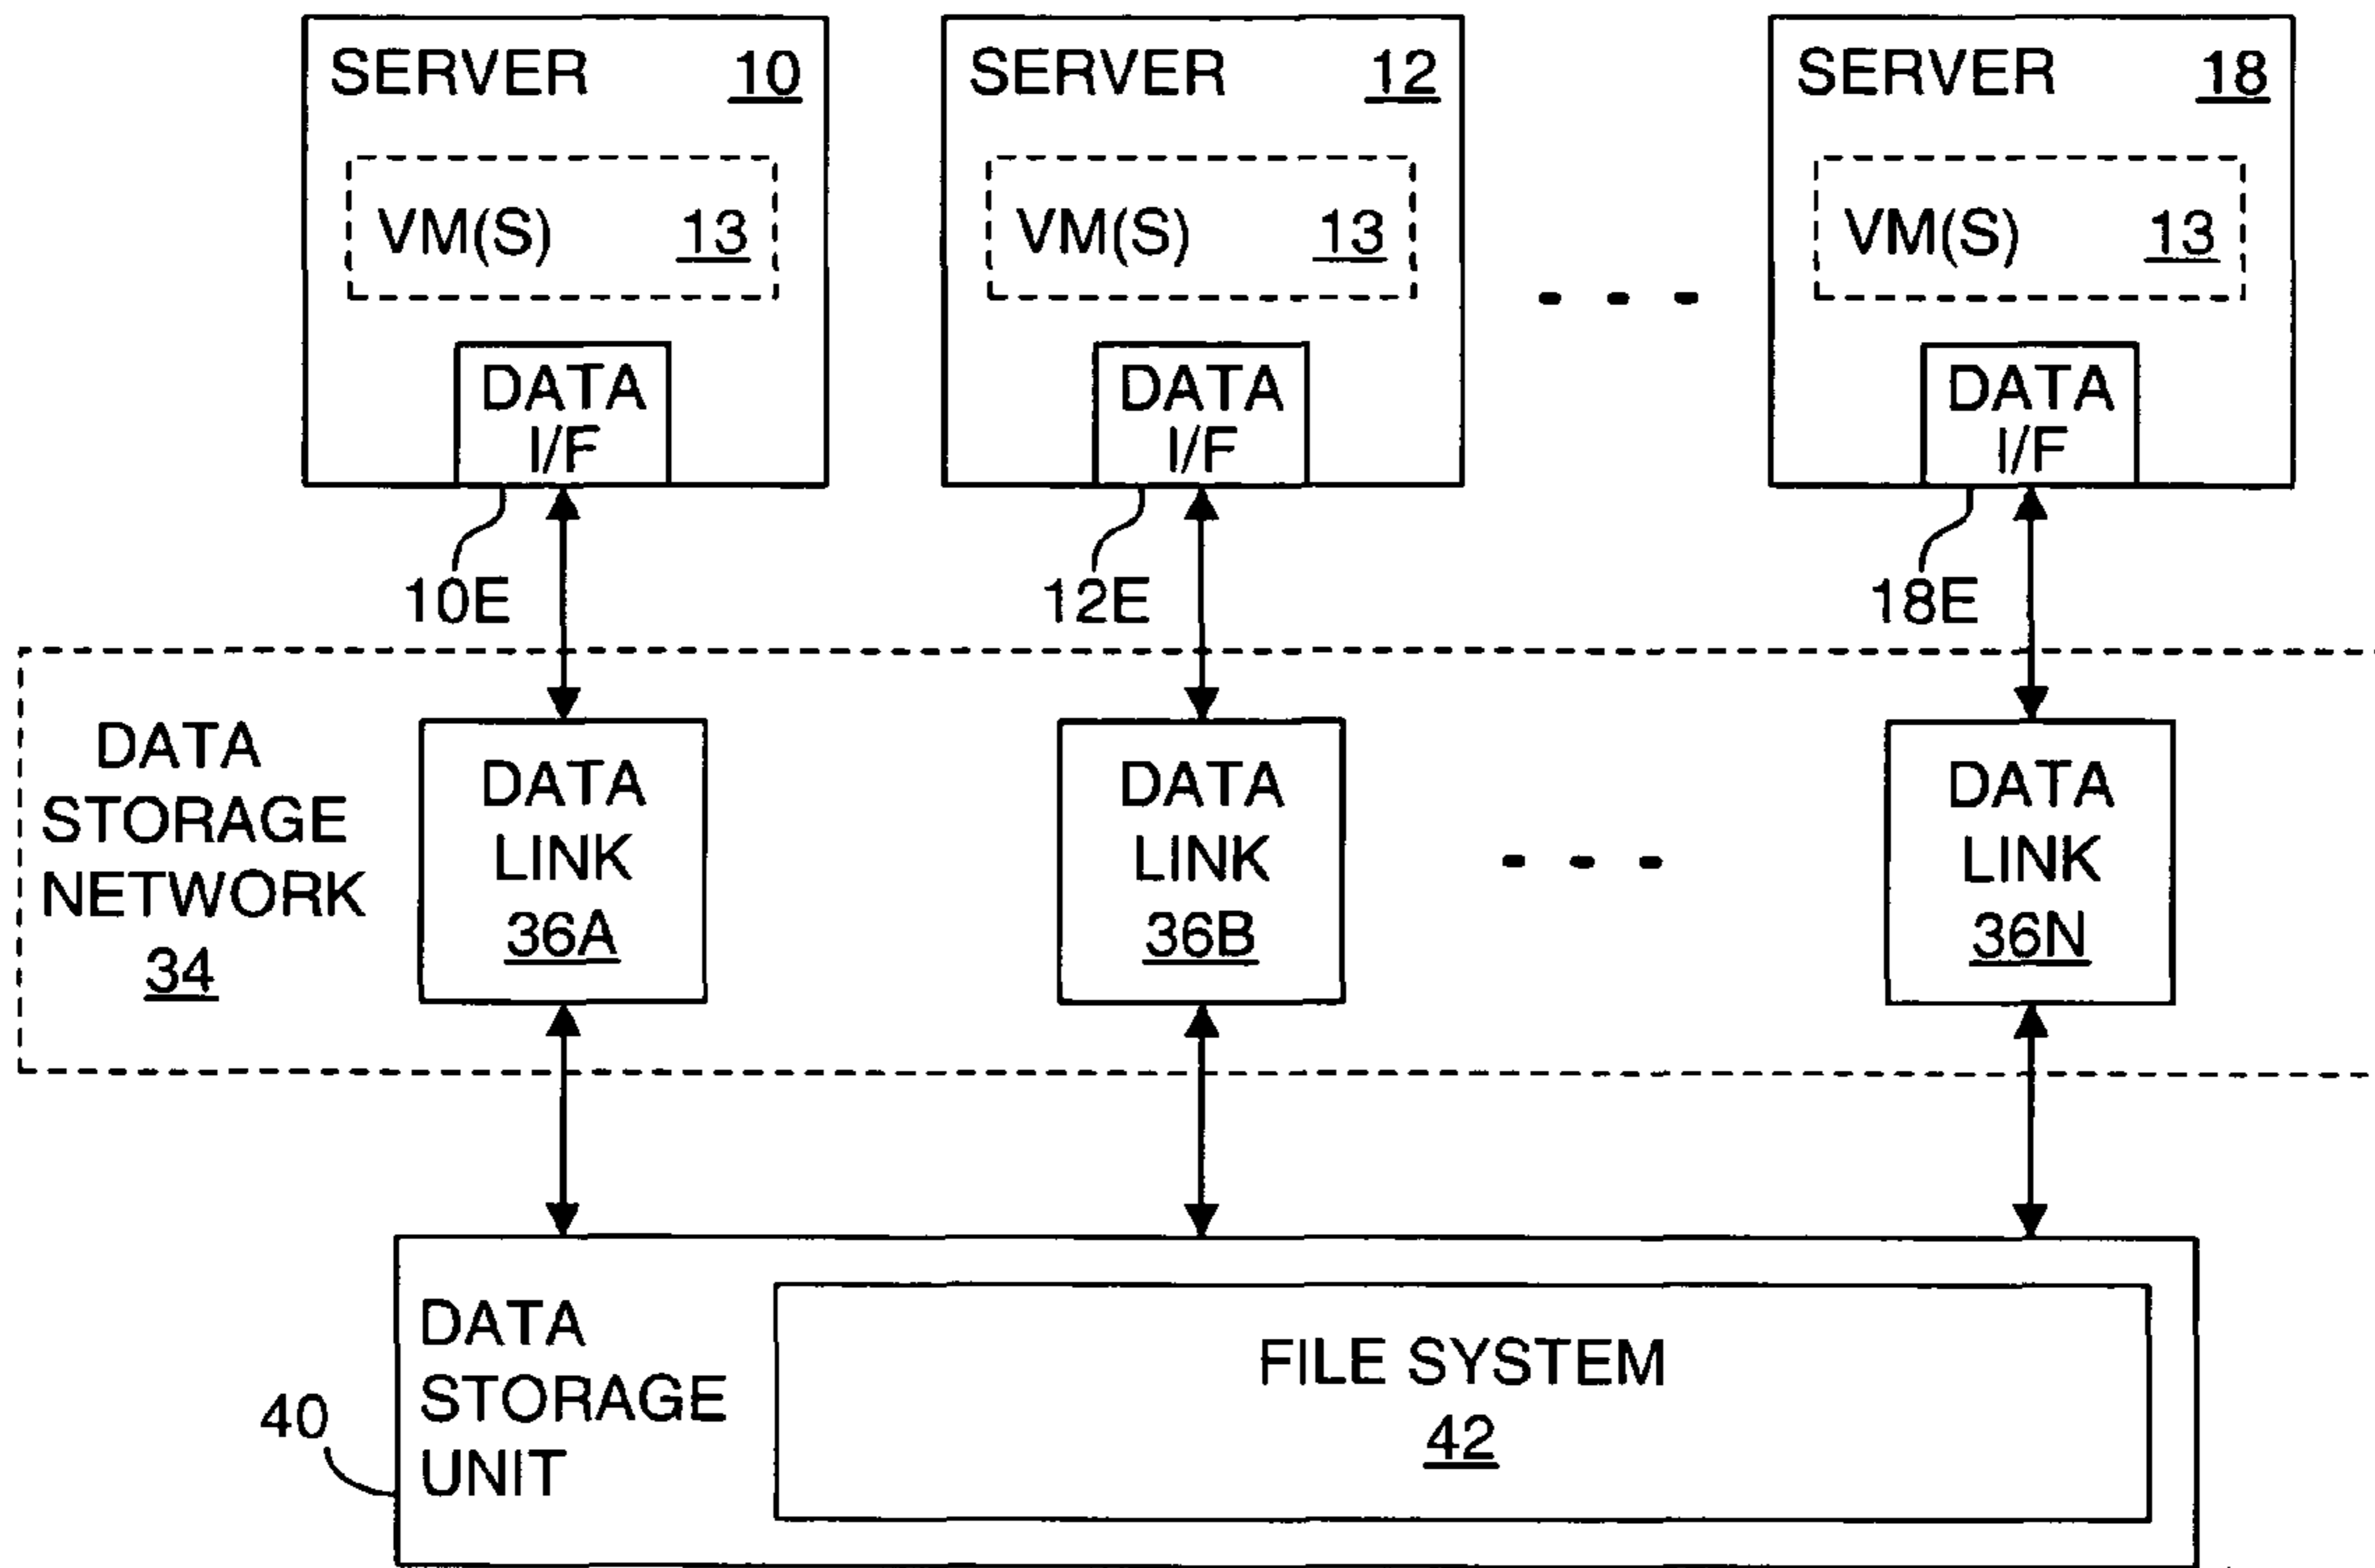 SERVER 10
VM(S) 13
DATA
I/F
10E
SERVER 12
VM(S) 13
DATA
I/F
12E
SERVER 18
VM(S) 13
DATA
I/F
18E
DATA
STORAGE
NETWORK
34
DATA
LINK
36A
DATA
LINK
36B
DATA
LINK
36N
40
DATA
STORAGE
UNIT
FILE SYSTEM
42